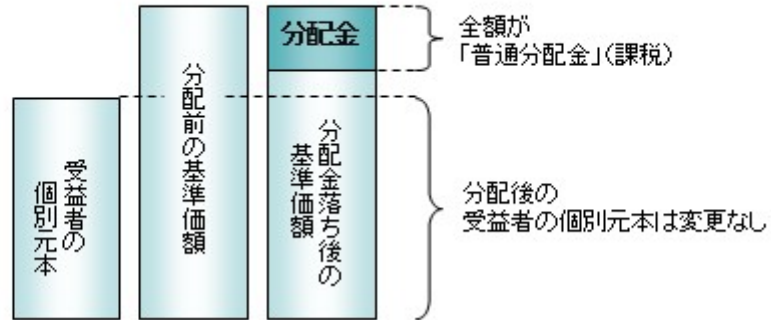 受益者の
個別元本
分配前の基準価額
分配金
分配金落ち後の
基準価額
全額が
「普通分配金」(課税)
分配後の
受益者の個別元本は変更なし